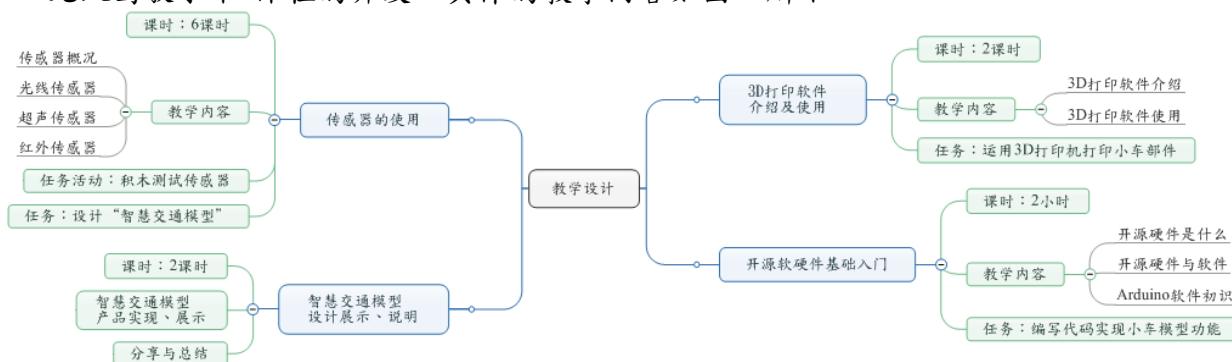 课时：6课时
传感器概况
光线传感器
超声传感器
红外传感器
教学内容
传感器的使用
任务活动：积木测试传感器
任务：设计“智慧交通模型”
课时：2课时
智慧交通模型
产品实现、展示
分享与总结
智慧交通模型
设计展示、说明
教学设计
3D打印软件
介绍及使用
课时：2课时
教学内容
3D打印软件介绍
3D打印软件使用
任务：运用3D打印机打印小车部件
开源软硬件基础入门
课时：2小时
教学内容
开源硬件是什么
开源硬件与软件
Arduino软件初识
任务：编写代码实现小车模型功能